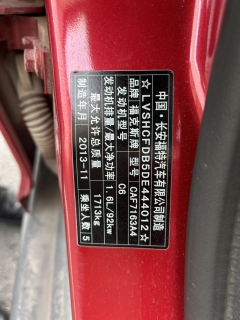 中国·长安福特汽车有限公司制造
☆LVSHCFDB5DE444012☆
品牌 福克斯牌 CAF7163A4
发动机型号 C6
发动机排量/最大净功率 1.6L/92kw
最大允许总质量 1713kg
制造年月 2013-11 乘坐人数 5